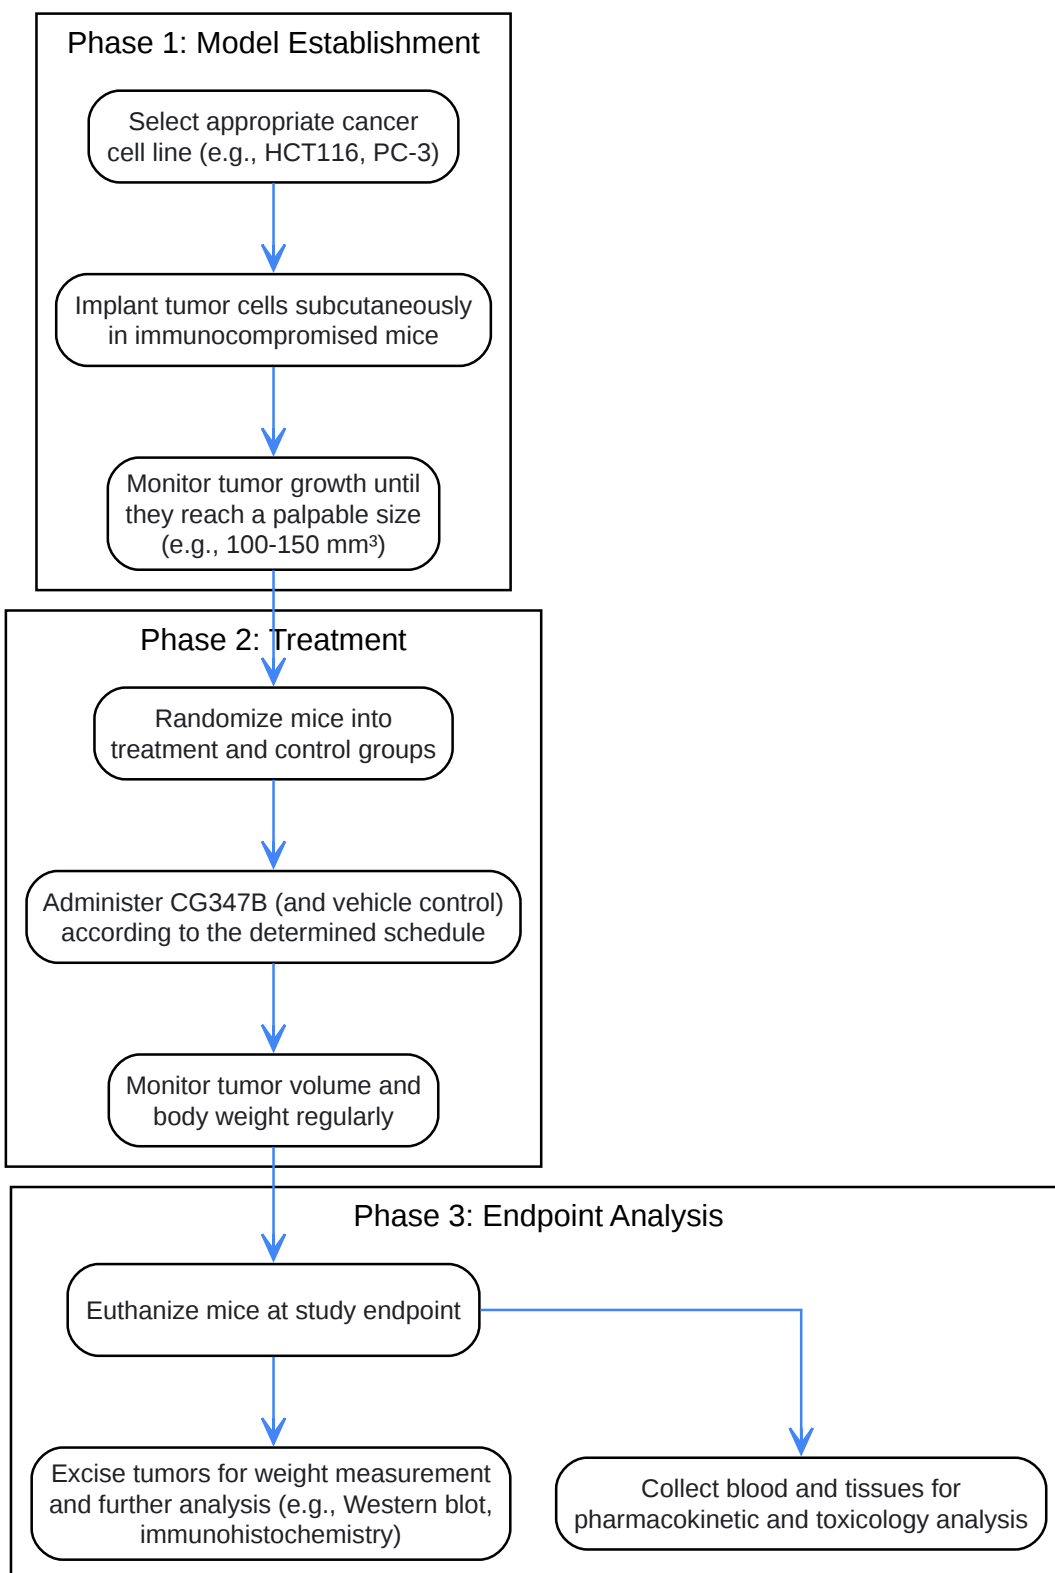 Phase 1: Model Establishment
Select appropriate cancer
cell line (e.g., HCT116, PC-3)
Implant tumor cells subcutaneously
in immunocompromised mice
Monitor tumor growth until
they reach a palpable size
(e.g., 100-150 mm³)
Phase 2: Treatment
Randomize mice into
treatment and control groups
Administer CG347B (and vehicle control)
according to the determined schedule
Monitor tumor volume and
body weight regularly
Phase 3: Endpoint Analysis
Euthanize mice at study endpoint
Excise tumors for weight measurement
and further analysis (e.g., Western blot,
immunohistochemistry)
Collect blood and tissues for
pharmacokinetic and toxicology analysis